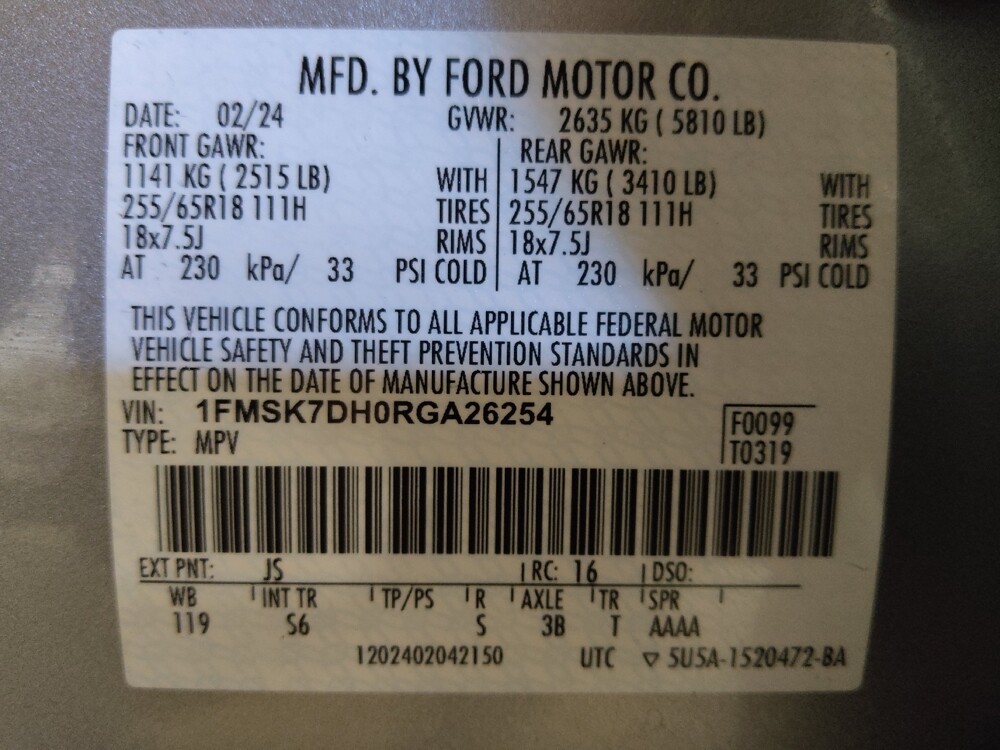 MFD. BY FORD MOTOR CO.
DATE: 02/24 GVWR: 2635 KG ( 5810 LB)
FRONT GAWR: REAR GAWR:
1141 KG ( 2515 LB) WITH 1547 KG ( 3410 LB) WITH
255/65R18 111H TIRES 255/65R18 111H TIRES
18x7.5J RIMS 18x7.5J RIMS
AT 230 kPa/ 33 PSI COLD AT 230 kPa/ 33 PSI COLD
THIS VEHICLE CONFORMS TO ALL APPLICABLE FEDERAL MOTOR
VEHICLE SAFETY AND THEFT PREVENTION STANDARDS IN
EFFECT ON THE DATE OF MANUFACTURE SHOWN ABOVE.
VIN: 1FMSK7DH0RGA26254 F0099
TYPE: MPV T0319
EXT PNT: JS RC: 16 DSO:
WB INT TR TP/PS R AXLE TR SPR
119 S6 S 3B T AAAA
1202402042150 UTC ▽ 5U5A-1520472-BA